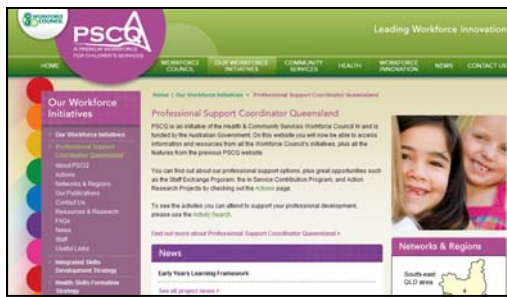 WORKFORCE COUNCIL
PSCQ
A PREMIUM WORKFORCE
FOR CHILDREN'S SERVICES
Leading Workforce Innovation
HOME
WORKFORCE COUNCIL
OUR WORKFORCE INITIATIVES
COMMUNITY SERVICES
HEALTH
WORKFORCE INNOVATION
NEWS
CONTACT US
Our Workforce
Initiatives
Our Workforce Initiatives
Professional Support
Coordinator Queensland
About PSCQ
Actions
Networks & Regions
Our Publications
Contact Us
Resources & Research
FAQs
News
Staff
Useful Links
Integrated Skills
Development Strategy
Health Skills Formation
Strategy
Home | Our Workforce Initiatives > Professional Support Coordinator Queensland
Professional Support Coordinator Queensland
PSCQ is an initiative of the Health & Community Services Workforce Council in and is
funded by the Australian Government. On this website you will now be able to access
information and resources from all the Workforce Council's initiatives, plus all the
features from the previous PSCQ website.
You can find out about our professional support options, plus great opportunities such
as the Staff Exchange Prgoram, the In Service Contribution Program, and Action
Research Projects by checking out the Actions page.
To see the activites you can attend to support your professional development,
please use the Activity Search.
Find out more about Professional Support Coordinator Queensland >
News
Early Years Learning Framework
See all project news >
Networks & Regions
South-east
QLD area